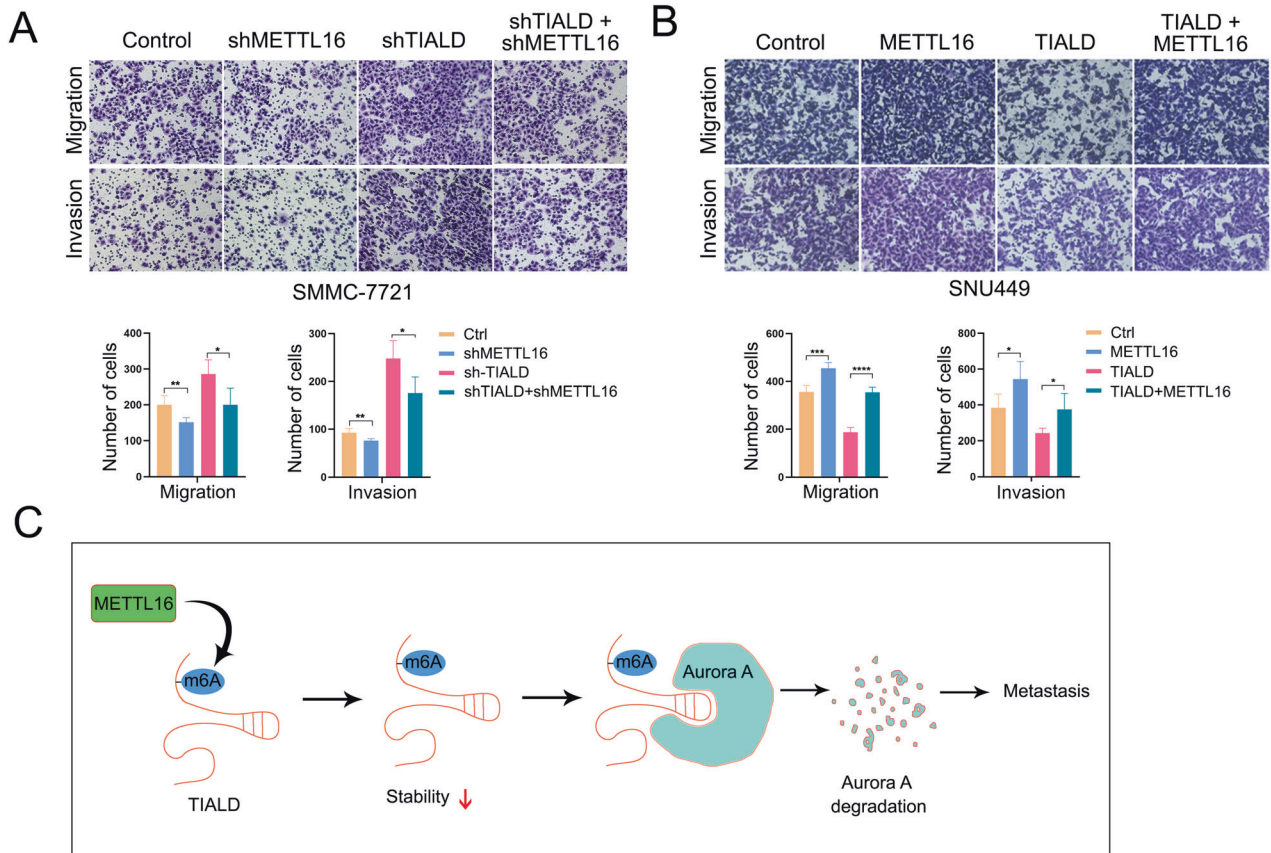 A
Control
shMETTL16
shTIALD
shTIALD +
shMETTL16
Migration
Invasion
SMMC-7721
Number of cells
400
300
200
100
0
**
*
Migration
Number of cells
300
200
100
0
**
*
Invasion
Ctrl
shMETTL16
sh-TIALD
shTIALD+shMETTL16
B
Control
METTL16
TIALD
TIALD +
METTL16
Migration
Invasion
SNU449
Number of cells
600
400
200
0
***
****
Migration
Number of cells
800
600
400
200
0
*
*
Invasion
Ctrl
METTL16
TIALD
TIALD+METTL16
C
METTL16
m6A
TIALD
m6A
Stability
m6A
Aurora A
Aurora A
degradation
Metastasis